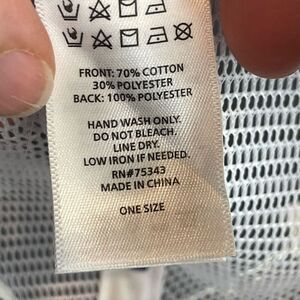 FRONT: 70% COTTON
30% POLYESTER
BACK: 100% POLYESTER
HAND WASH ONLY.
DO NOT BLEACH.
LINE DRY.
LOW IRON IF NEEDED.
RN#75343
MADE IN CHINA
ONE SIZE